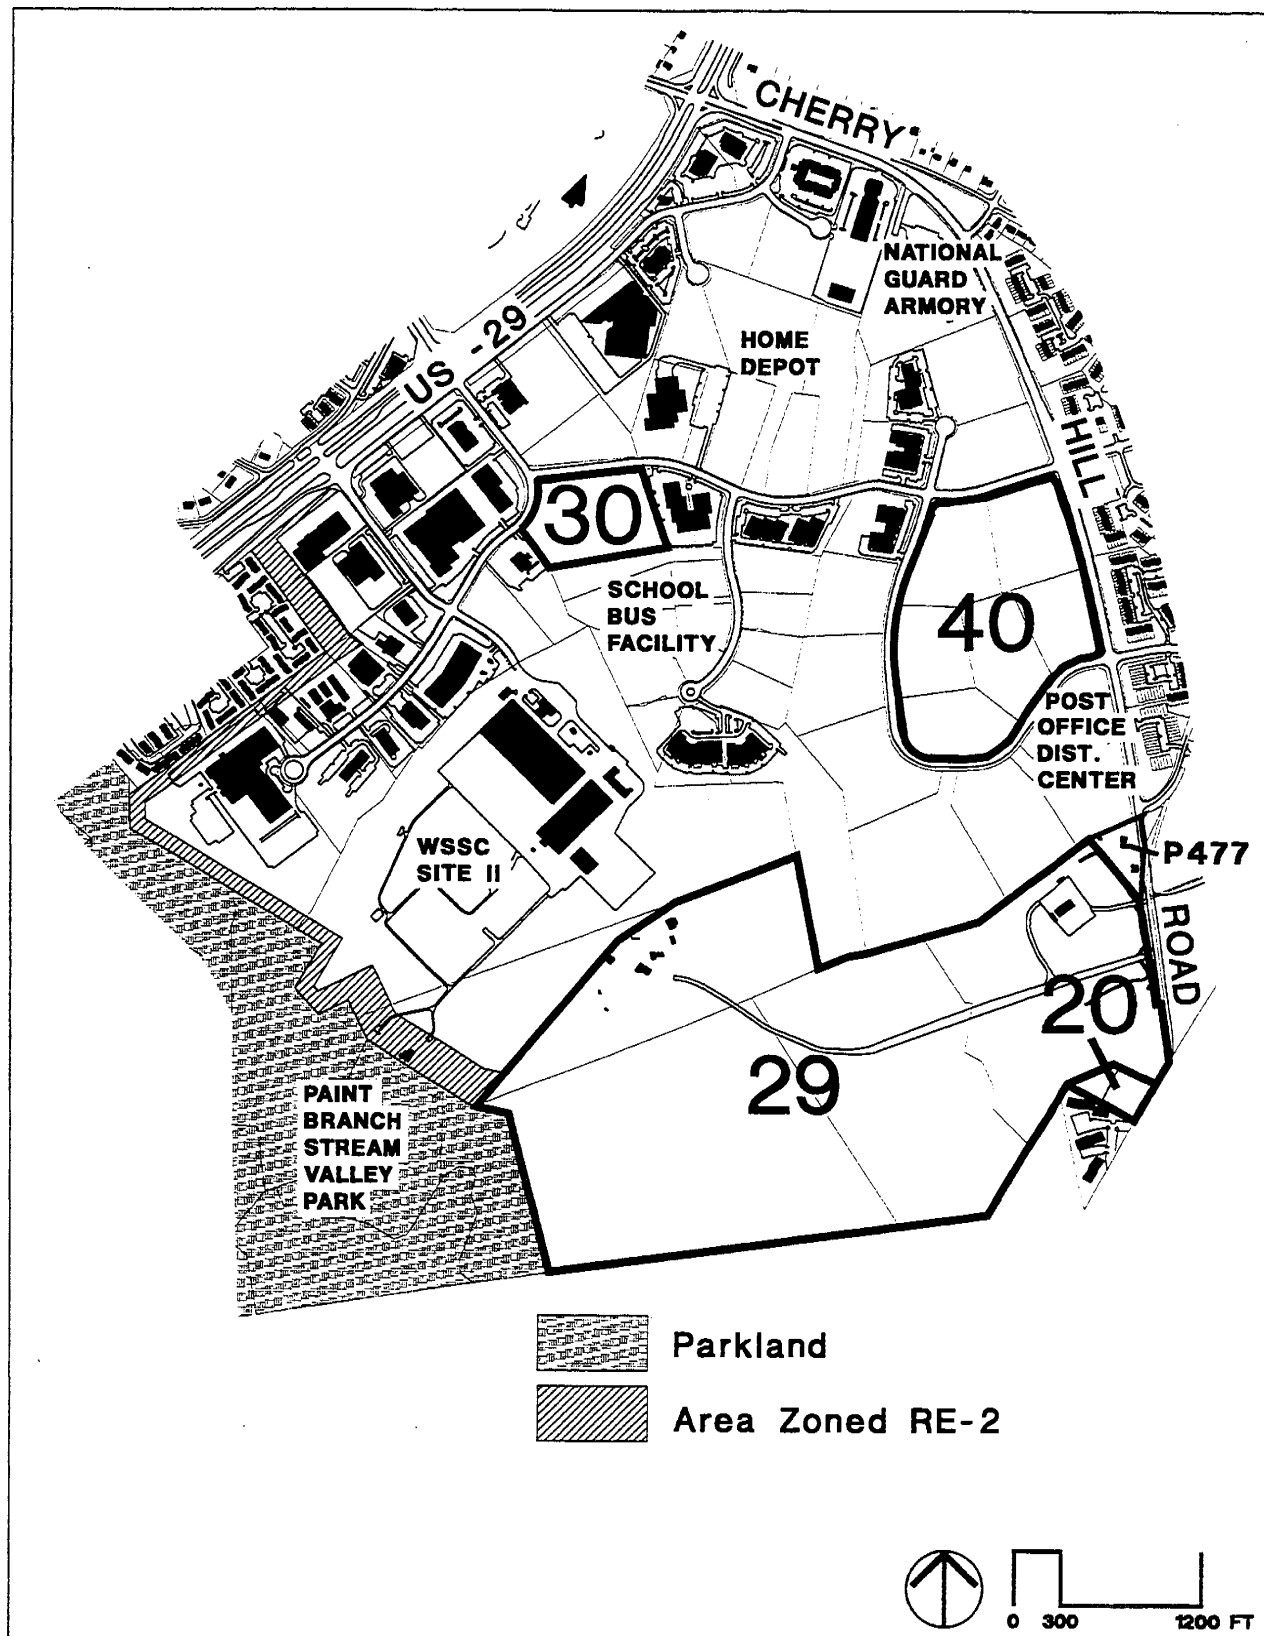 CHERRY
NATIONAL
GUARD
ARMORY
US -29
HOME
DEPOT
HILL
30
SCHOOL
BUS
FACILITY
40
POST
OFFICE
DIST.
CENTER
WSSC
SITE II
P477
ROAD
20
29
PAINT
BRANCH
STREAM
VALLEY
PARK
Parkland
Area Zoned RE-2
0 300 1200 FT